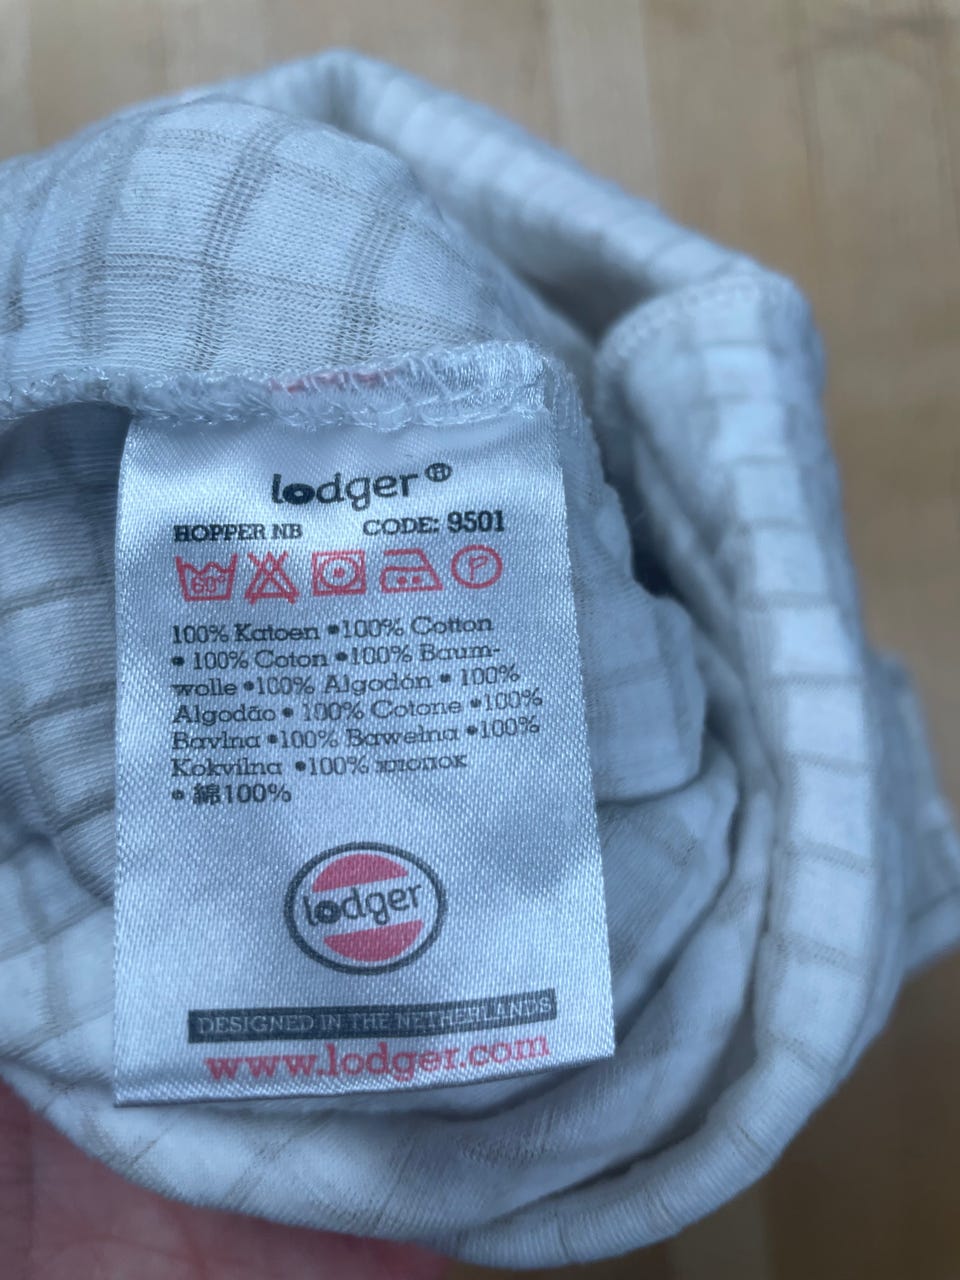 lodger®
HOPPER NB CODE: 9501
60° P
100% Katoen • 100% Cotton
• 100% Coton • 100% Baum-
wolle • 100% Algodón • 100%
Algodão • 100% Cotone • 100%
Bavlna • 100% Bawełna • 100%
Kokvilna • 100% хлопок
• 綿100%
lodger
DESIGNED IN THE NETHERLANDS
www.lodger.com